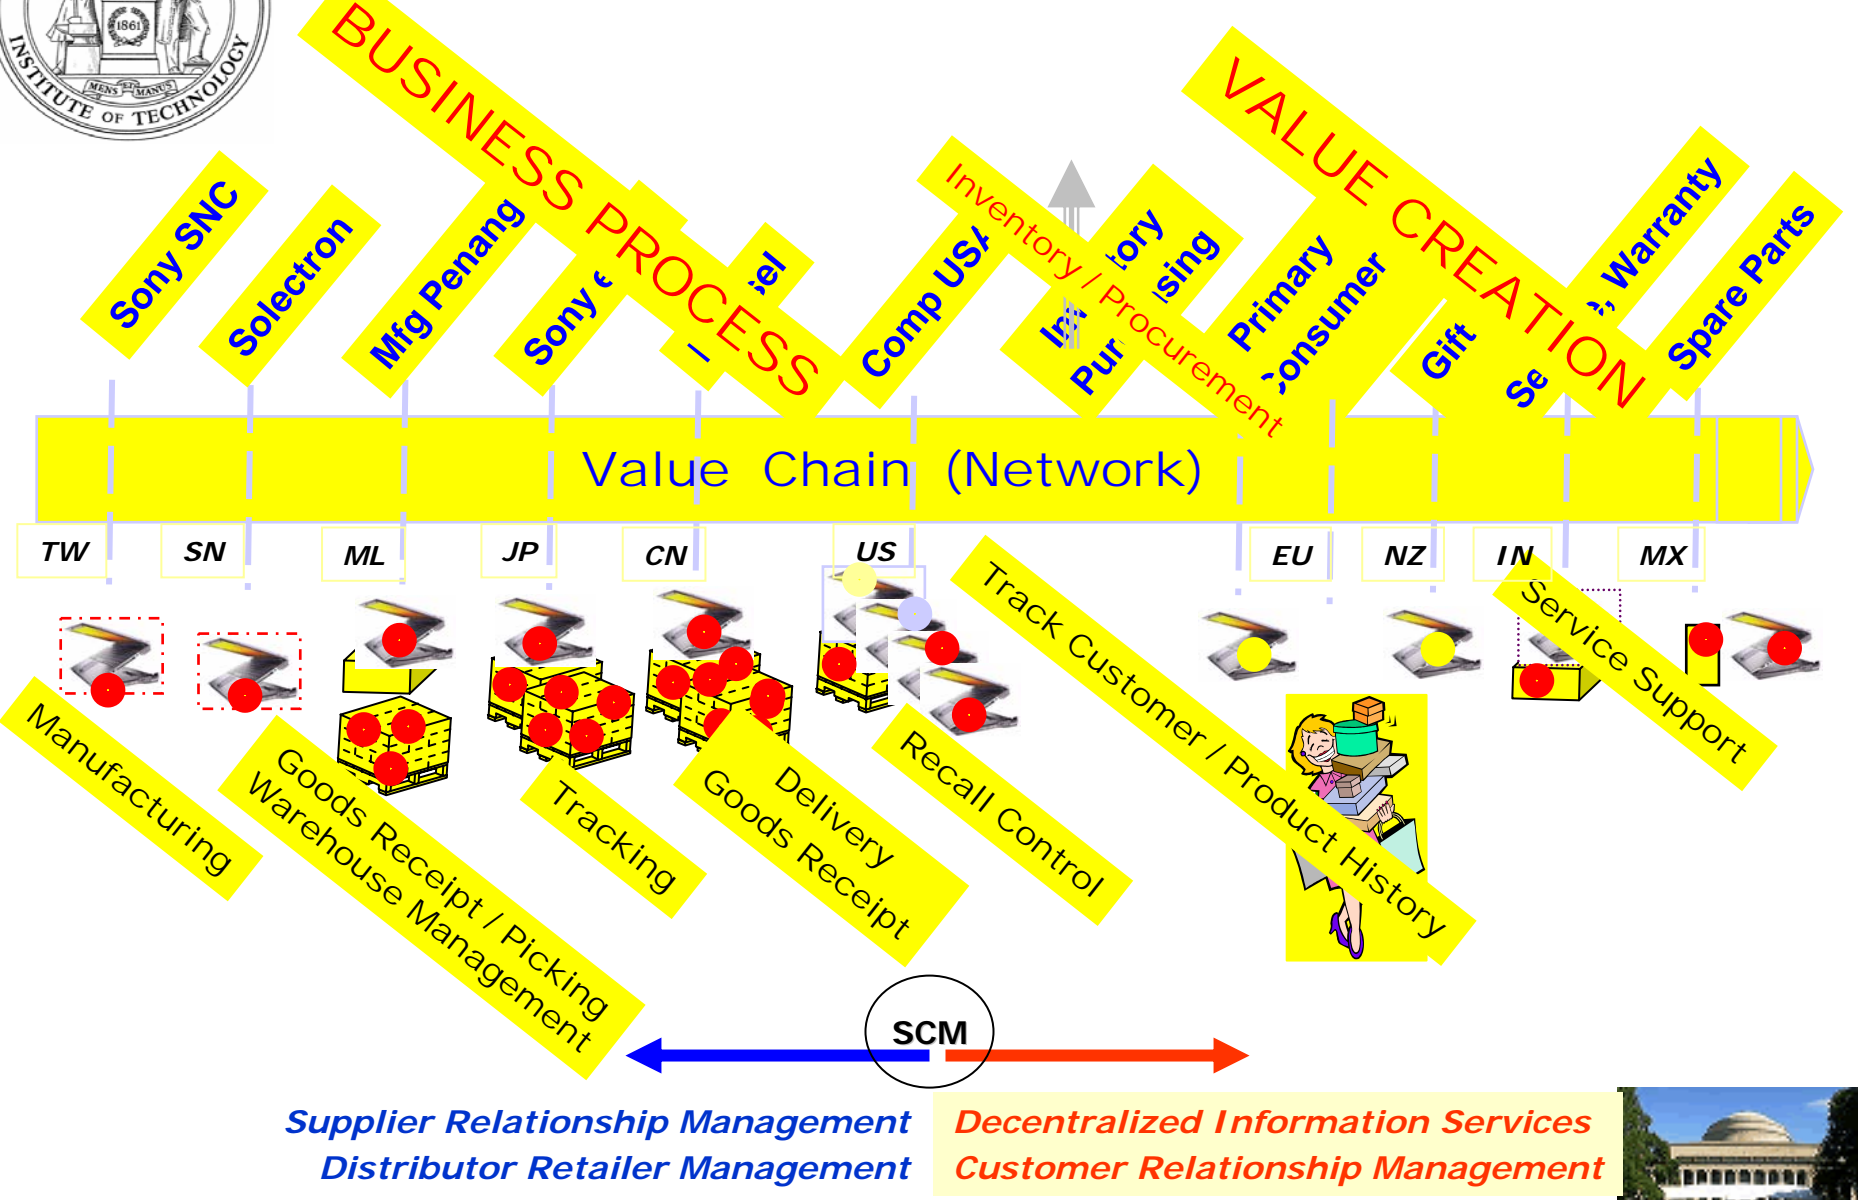 1861
MENS ET MANUS
INSTITUTE OF TECHNOLOGY
BUSINESS PROCESS
VALUE CREATION
Inventory / Procurement
Sony SNC
Solectron
Mfg Penang
Sony
Comp USA
Primary
Consumer
Gift
Warranty
Spare Parts
Value Chain (Network)
TW
SN
ML
JP
CN
US
EU
NZ
IN
MX
Manufacturing
Goods Receipt / Picking
Warehouse Management
Tracking
Delivery
Goods Receipt
Recall Control
Track Customer / Product History
Service Support
SCM
Supplier Relationship Management
Distributor Retailer Management
Decentralized Information Services
Customer Relationship Management